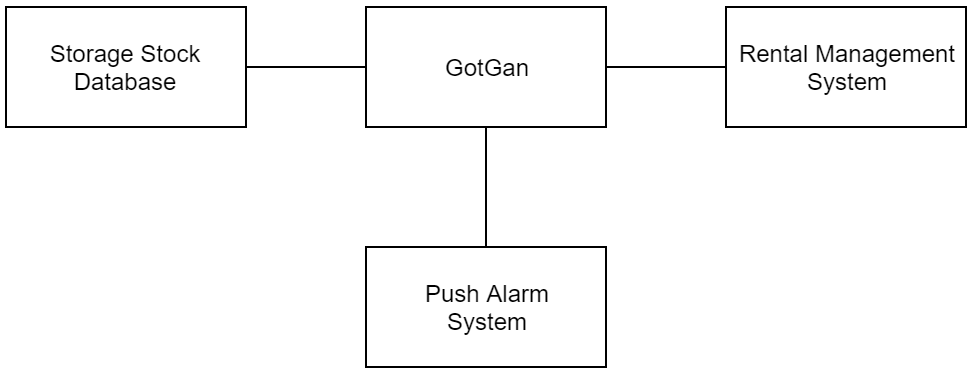 Storage Stock
Database
GotGan
Rental Management
System
Push Alarm
System